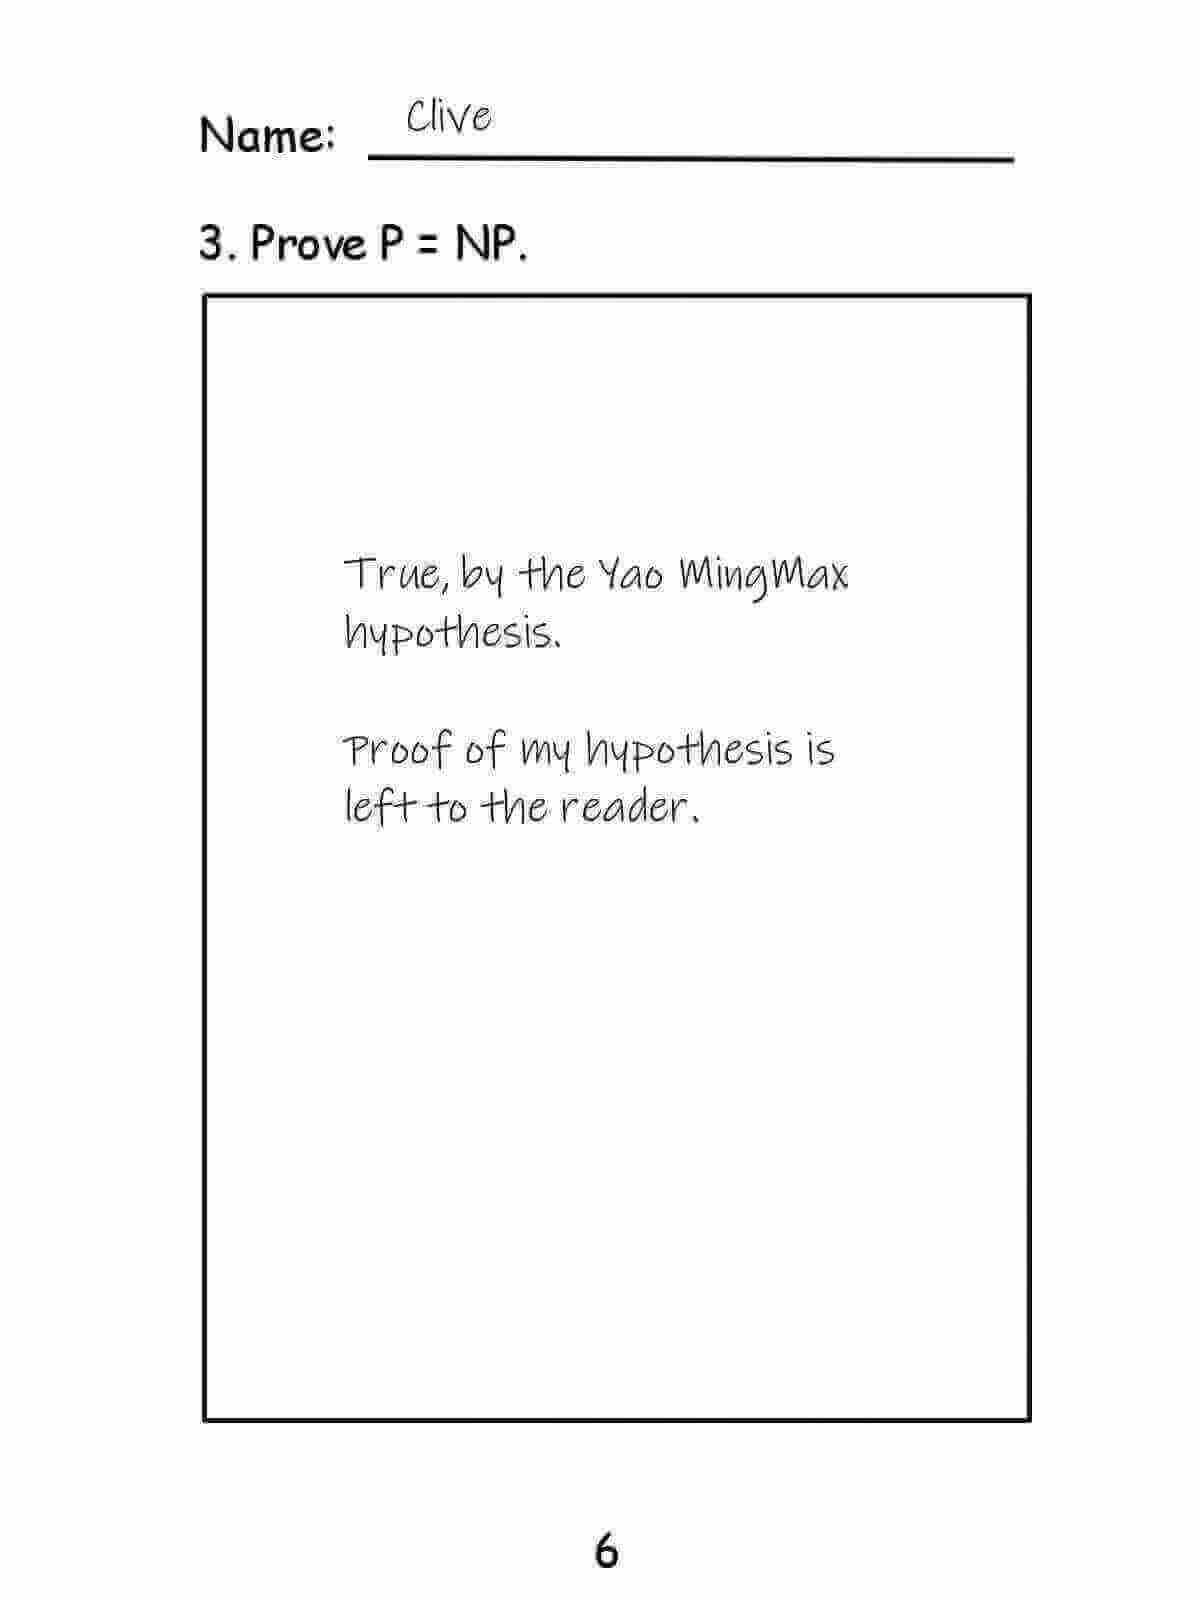 Name: Clive
3. Prove P = NP.
True, by the Yao MingMax
hypothesis.
Proof of my hypothesis is
left to the reader.
6